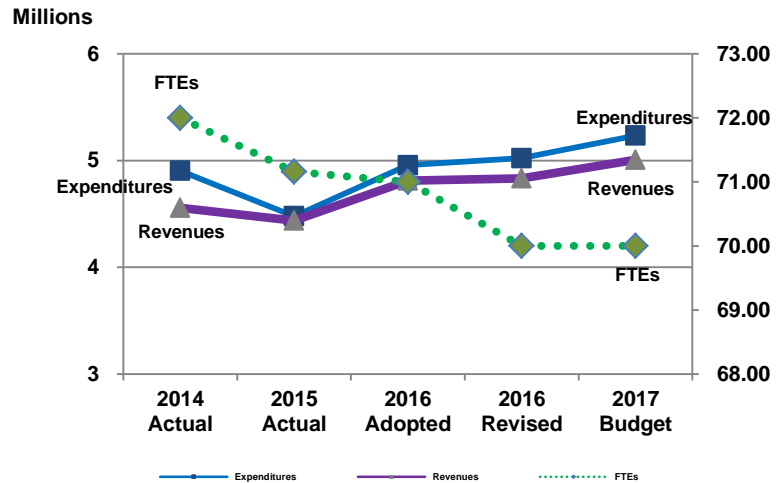 Millions
6
73.00
FTEs
72.00
Expenditures
5
71.00
Expenditures
Revenues
Revenues
70.00
4
FTEs
69.00
3
68.00
2014 2015 2016 2016 2017
Actual Actual Adopted Revised Budget
Expenditures Revenues FTEs